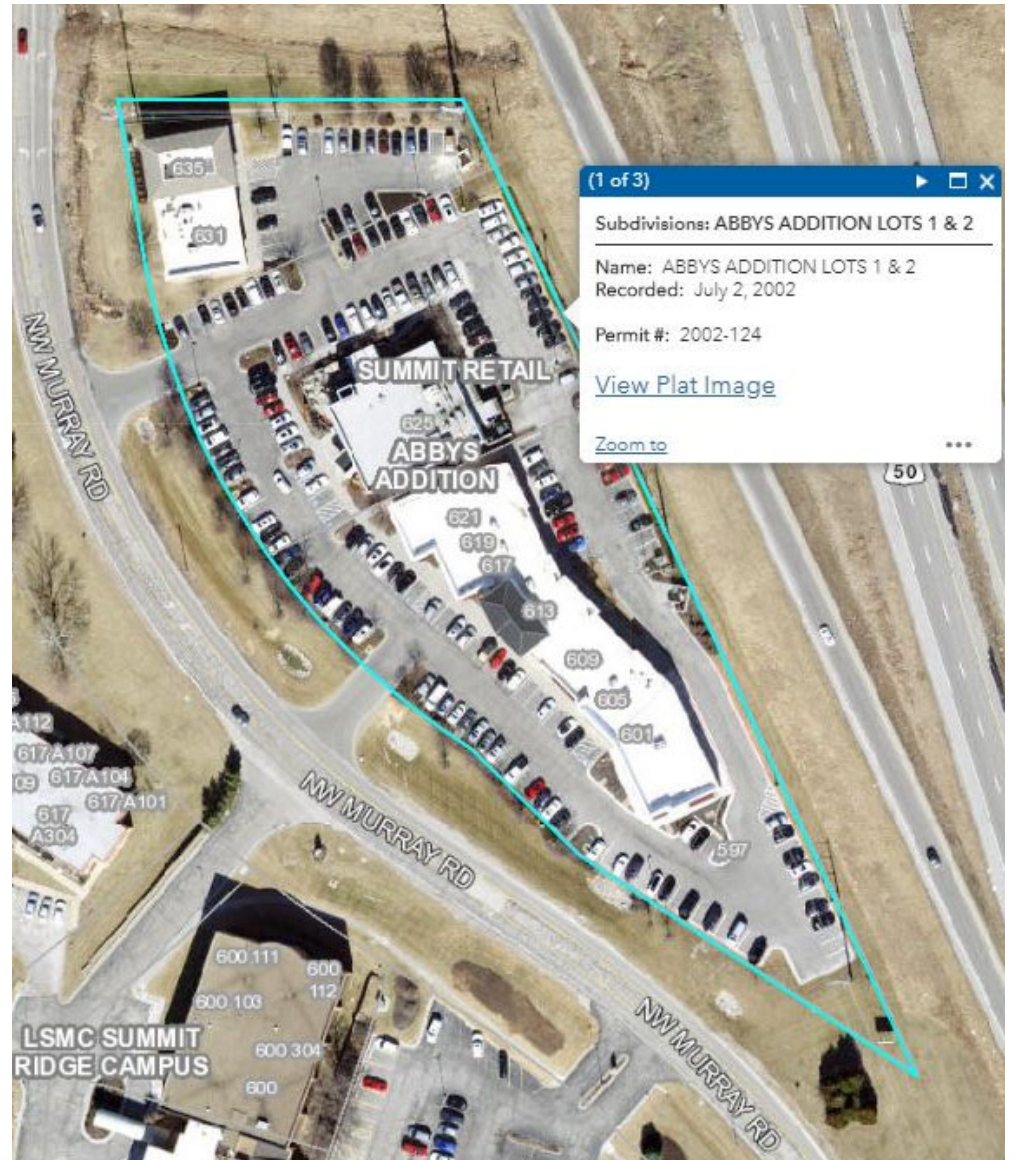 635
631
(1 of 3)
Subdivisions: ABBYS ADDITION LOTS 1 & 2
Name: ABBYS ADDITION LOTS 1 & 2
Recorded: July 2, 2002
Permit #: 2002-124
View Plat Image
Zoom to
50
NW MURRAY RD
SUMMIT RETAIL
625
ABBYS
ADDITION
621
619
617
613
609
605
601
597
A112
617 A107
09
617 A104
617 A101
617
A304
NW MURRAY RD
600 111
600
112
600 103
600 304
600
LSMC SUMMIT
RIDGE CAMPUS
NW MURRAY RD